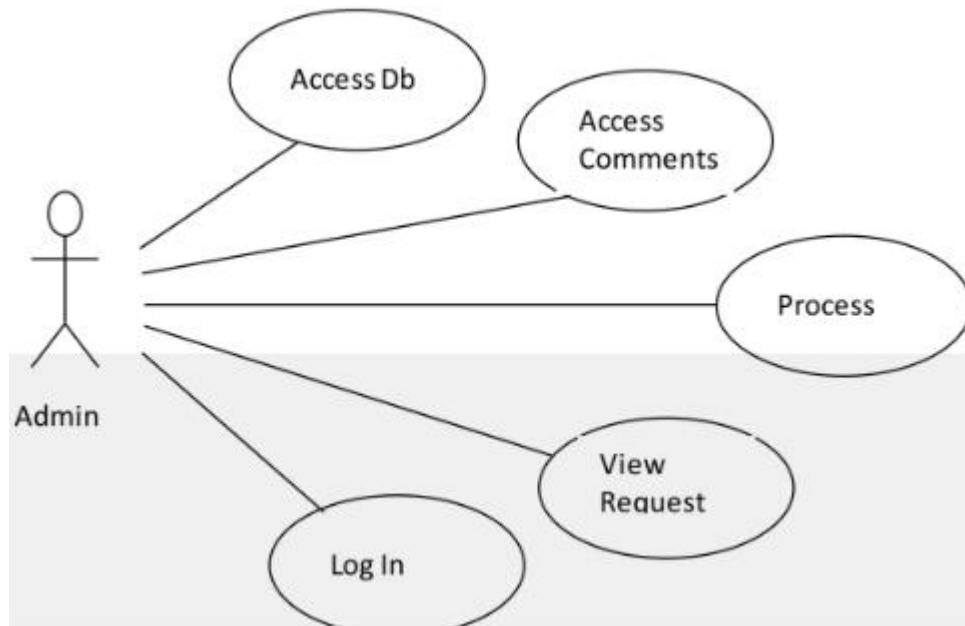 Access Db
Access
Comments
Process
Admin
View
Request
Log In